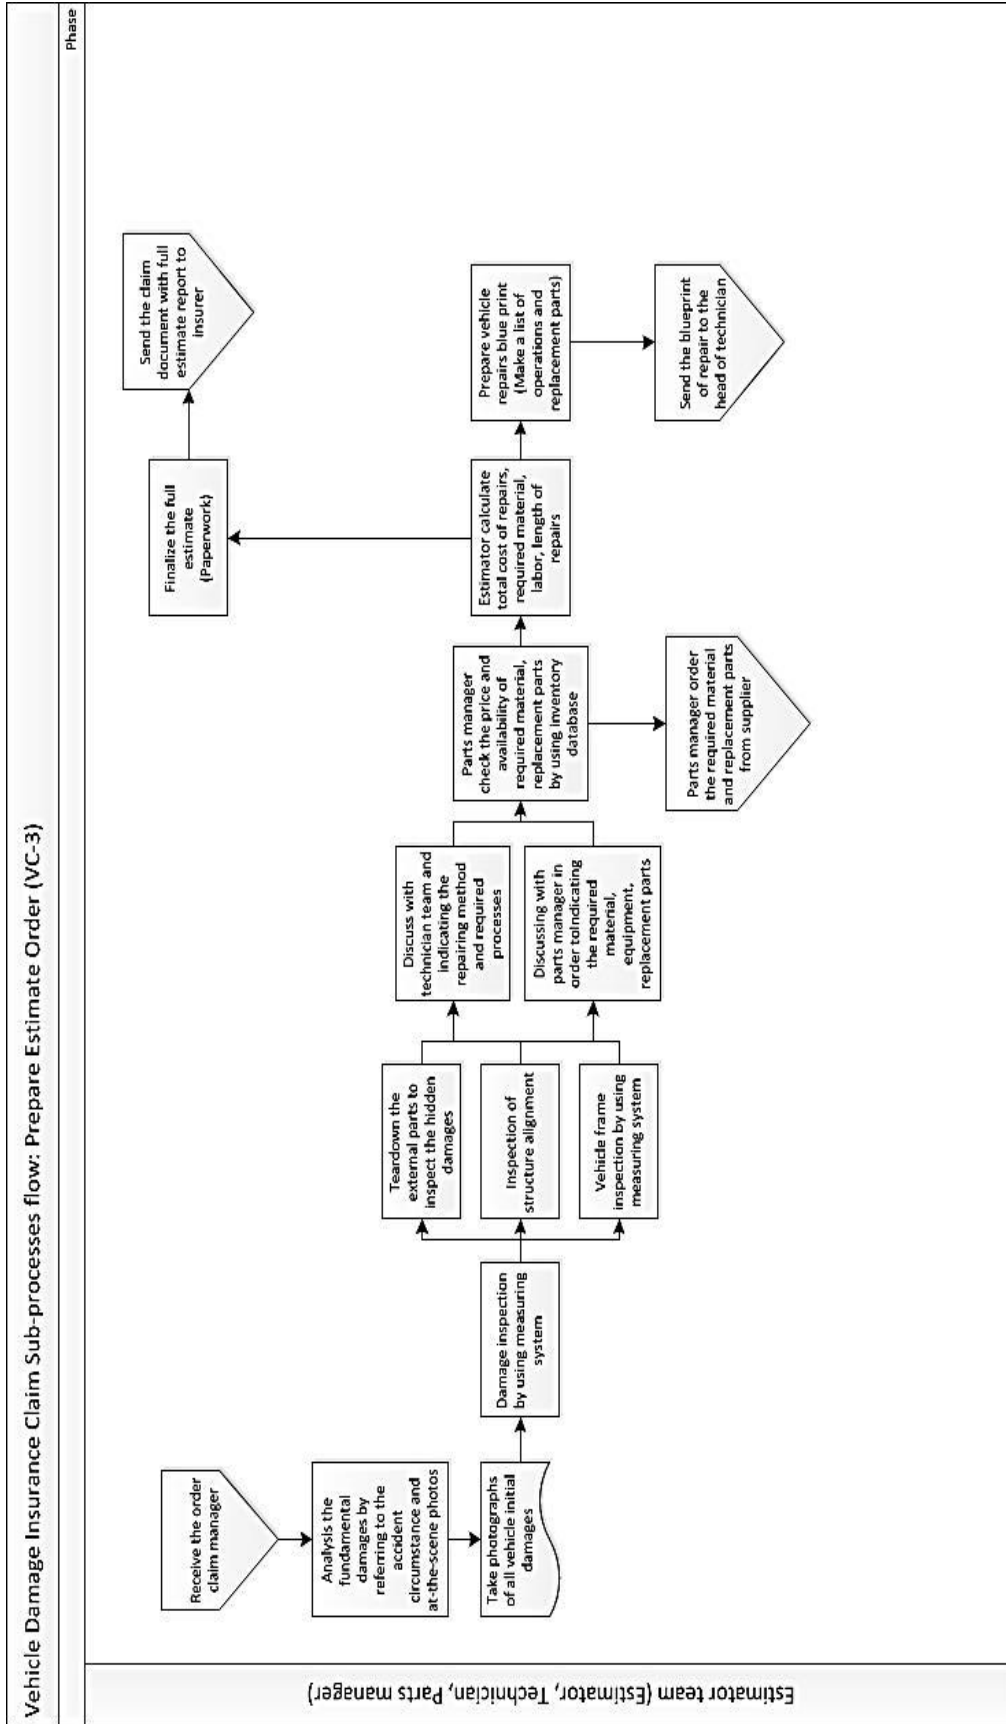 Vehicle Damage Insurance Claim Sub-processes flow: Prepare Estimate Order (VC-3)
Phase
Estimator team (Estimator, Technician, Parts manager)
Receive the order
claim manager
Analysis the
fundamental
damages by
referring to the
accident
circumstance and
at-the-scene photos
Take photographs
of all vehicle initial
damages
Damage inspection
by using measuring
system
Teardown the
external parts to
inspect the hidden
damages
Inspection of
structure alignment
Vehicle frame
inspection by using
measuring system
Discuss with
technician team and
indicating the
repairing method
and required
processes
Discussing with
parts manager in
order toIndicating
the required
material,
equipment,
replacement parts
Parts manager
check the price and
availability of
required material,
replacement parts
by using inventory
database
Parts manager order
the required material
and replacement parts
from supplier
Estimator calculate
total cost of repairs,
required material,
labor, length of
repairs
Finalize the full
estimate
(Paperwork)
Send the claim
document with full
estimate report to
insurer
Prepare vehicle
repairs blue print
(Make a list of
operations and
replacement parts)
Send the blueprint
of repair to the
head of technician